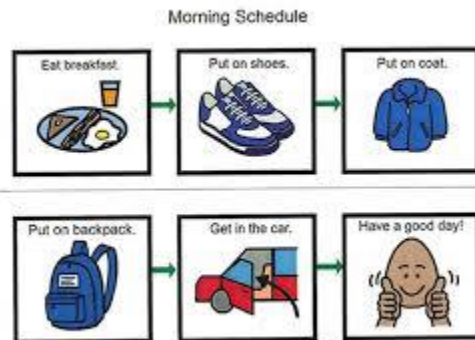 Morning Schedule
Eat breakfast.
Put on shoes.
Put on coat.
Put on backpack.
Get in the car.
Have a good day!